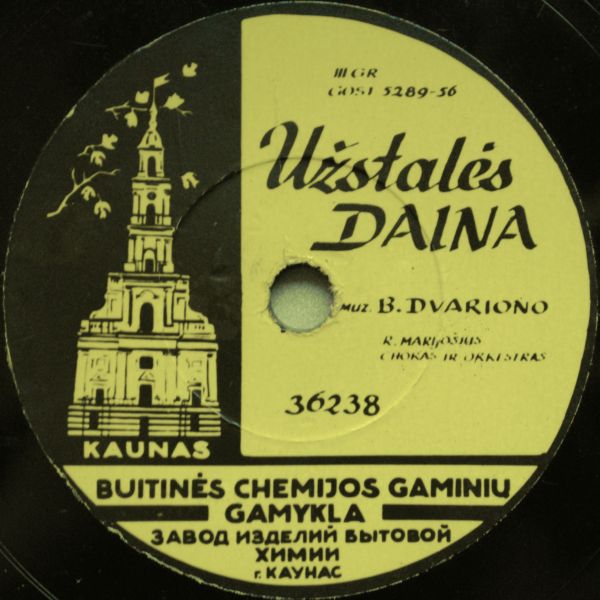 III GR
GOST 5289-56
Užstalės
DAINA
MUZ. B. DVARIONO
R. MARIJOŠIUS
CHORAS IR ORKESTRAS
36238
KAUNAS
BUITINĖS CHEMIJOS GAMINIŲ
GAMYKLA
ЗАВОД ИЗДЕЛИЙ БЫТОВОЙ
ХИМИИ
г. КАУНАС